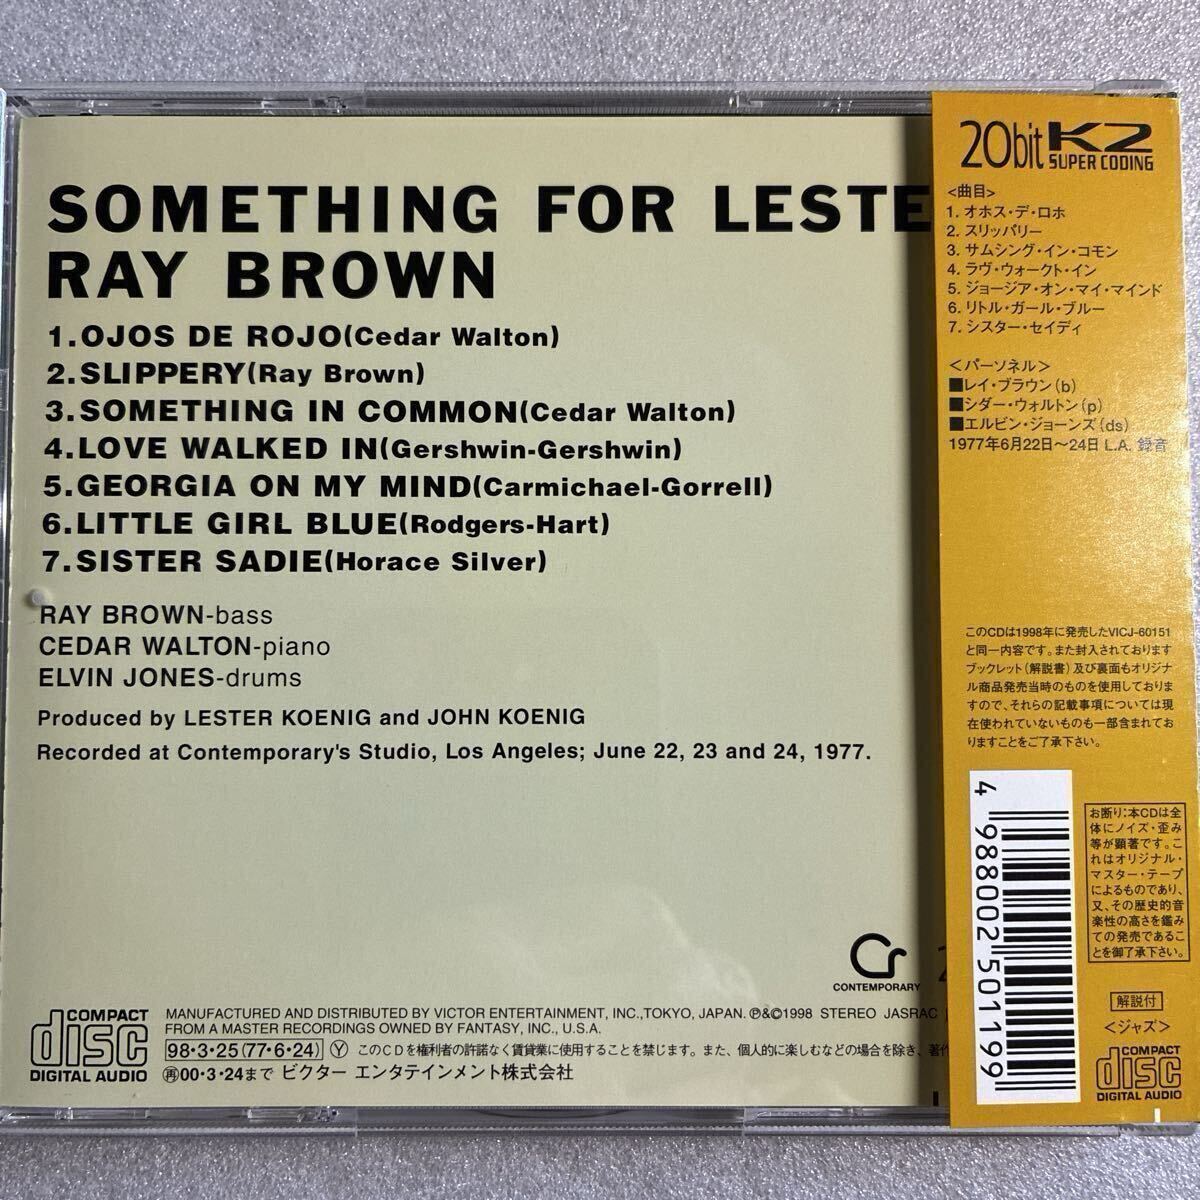 SOMETHING FOR LESTE
RAY BROWN
1.OJOS DE ROJO(Cedar Walton)
2.SLIPPERY(Ray Brown)
3.SOMETHING IN COMMON(Cedar Walton)
4.LOVE WALKED IN(Gershwin-Gershwin)
5.GEORGIA ON MY MIND(Carmichael-Gorrell)
6.LITTLE GIRL BLUE(Rodgers-Hart)
7.SISTER SADIE(Horace Silver)
RAY BROWN-bass
CEDAR WALTON-piano
ELVIN JONES-drums
Produced by LESTER KOENIG and JOHN KOENIG
Recorded at Contemporary's Studio, Los Angeles; June 22, 23 and 24, 1977.
Cr
CONTEMPORARY
COMPACT
disc
DIGITAL AUDIO
MANUFACTURED AND DISTRIBUTED BY VICTOR ENTERTAINMENT, INC.,TOKYO, JAPAN. ℗&©1998 STEREO JASRAC
FROM A MASTER RECORDINGS OWNED BY FANTASY, INC., U.S.A.
98・3・25(77・6・24) Ⓨ このCDを権利者の許諾なく賃貸業に使用することを禁じます。また、個人的に楽しむなどの場合を除き、著作
㊢00・3・24まで ビクター エンタテインメント株式会社
20bit K2
SUPER CODING
<曲目>
1. オホス・デ・ロホ
2. スリッパリー
3. サムシング・イン・コモン
4. ラヴ・ウォークト・イン
5. ジョージア・オン・マイ・マインド
6. リトル・ガール・ブルー
7. シスター・セイディ
<パーソネル>
■レイ・ブラウン(b)
■シダー・ウォルトン(p)
■エルビン・ジョーンズ(ds)
1977年6月22日〜24日 L.A. 録音
このCDは1998年に発売したVICJ-60151
と同一内容です。また封入されております
ブックレット(解説書)及び裏面もオリジナ
ル商品発売当時のものを使用しておりま
すので、それらの記載事項については現
在使われていないものも一部含まれてお
りますことをご了承下さい。
4 988002 501199
お断り:本CDは全
体にノイズ・歪み
等が顕著です。こ
れはオリジナル・
マスター・テープ
によるものであり、
又、その歴史的音
楽性の高さを鑑み
ての発売であるこ
とを御了承下さい。
解説付
<ジャズ>
COMPACT
disc
DIGITAL AUDIO